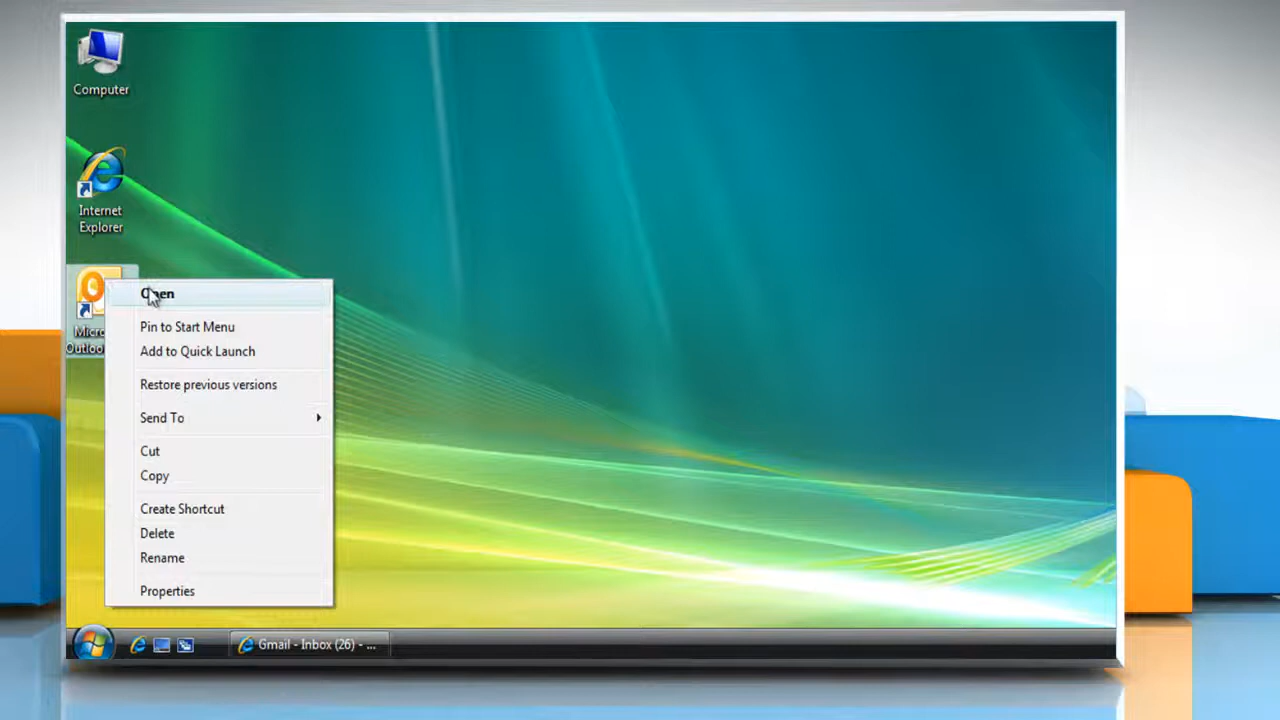 Computer
Internet
Explorer
Open
Pin to Start Menu
Add to Quick Launch
Restore previous versions
Send To
Cut
Copy
Create Shortcut
Delete
Rename
Properties
Gmail - Inbox (26) - ...